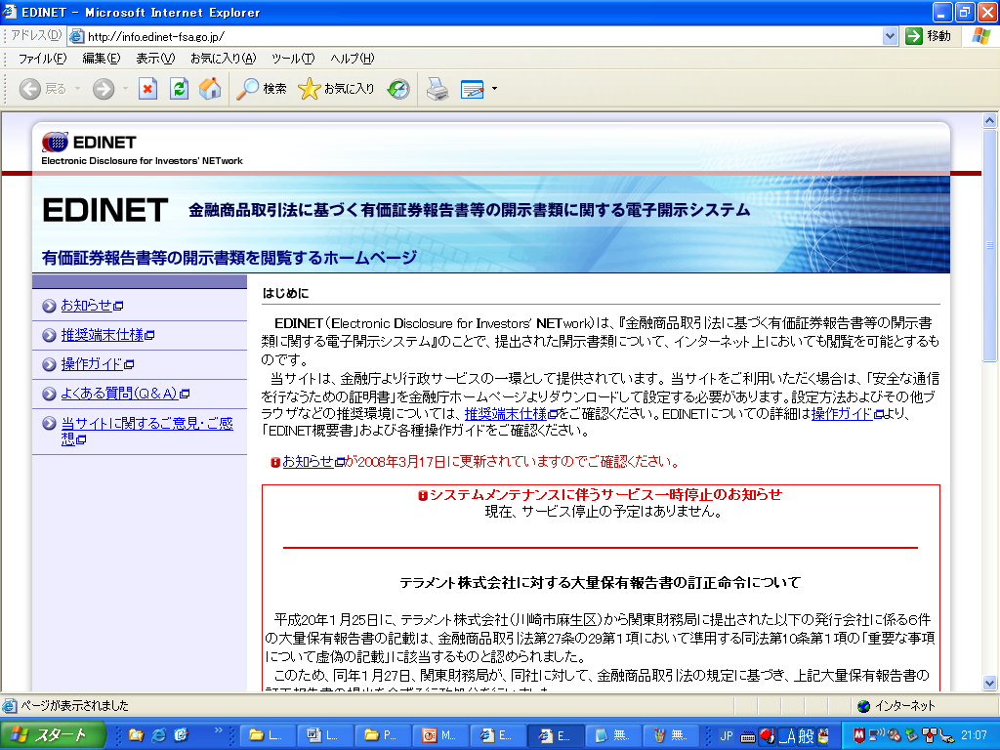 EDINET - Microsoft Internet Explorer
アドレス(D) http://info.edinet-fsa.go.jp/ 移動
ファイル(F) 編集(E) 表示(V) お気に入り(A) ツール(T) ヘルプ(H)
戻る 検索 お気に入り
EDINET
Electronic Disclosure for Investors' NETwork
EDINET 金融商品取引法に基づく有価証券報告書等の開示書類に関する電子開示システム
有価証券報告書等の開示書類を閲覧するホームページ
お知らせ
推奨端末仕様
操作ガイド
よくある質問(Q&A)
当サイトに関するご意見・ご感
想
はじめに
EDINET(Electronic Disclosure for Investors' NETwork)は、『金融商品取引法に基づく有価証券報告書等の開示書
類に関する電子開示システム』のことで、提出された開示書類について、インターネット上においても閲覧を可能とするも
のです。
当サイトは、金融庁より行政サービスの一環として提供されています。当サイトをご利用いただく場合は、「安全な通信
を行なうための証明書」を金融庁ホームページよりダウンロードして設定する必要があります。設定方法およびその他ブ
ラウザなどの推奨環境については、推奨端末仕様をご確認ください。EDINETについての詳細は操作ガイドより、
「EDINET概要書」および各種操作ガイドをご確認ください。
お知らせが2008年3月17日に更新されていますのでご確認ください。
システムメンテナンスに伴うサービス一時停止のお知らせ
現在、サービス停止の予定はありません。
テラメント株式会社に対する大量保有報告書の訂正命令について
平成20年1月25日に、テラメント株式会社(川崎市麻生区)から関東財務局に提出された以下の発行会社に係る6件
の大量保有報告書の記載は、金融商品取引法第27条の29第1項において準用する同法第10条第1項の「重要な事項
について虚偽の記載」に該当するものと認められました。
このため、同年1月27日、関東財務局が、同社に対して、金融商品取引法の規定に基づき、上記大量保有報告書の
ページが表示されました インターネット
スタート L... L... P... M... E... E... 無... 無... JP A般 21:07